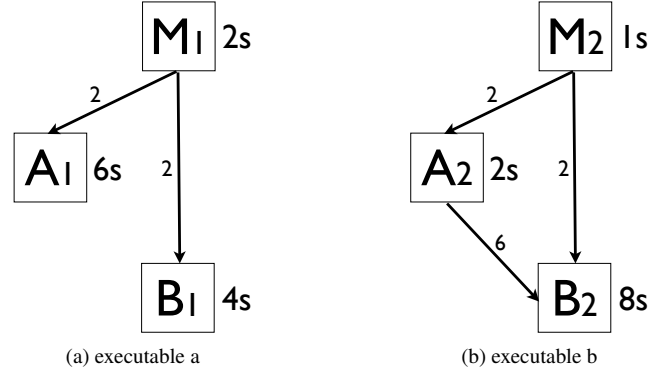 M1 2s
M2 1s
2
2
A1 6s
2
A2 2s
2
6
B1 4s
B2 8s
(a) executable a
(b) executable b